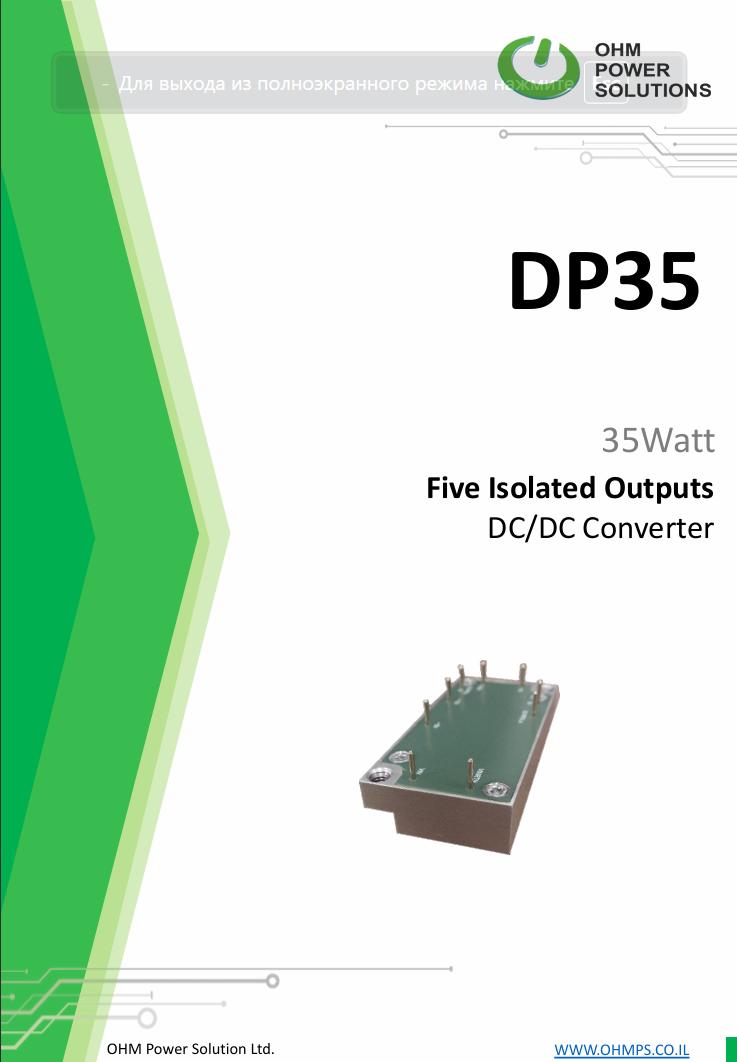 OHM
POWER
SOLUTIONS
- Для выхода из полноэкранного режима нажмите Esc
DP35
35Watt
Five Isolated Outputs
DC/DC Converter
OHM Power Solution Ltd.
WWW.OHMPS.CO.IL